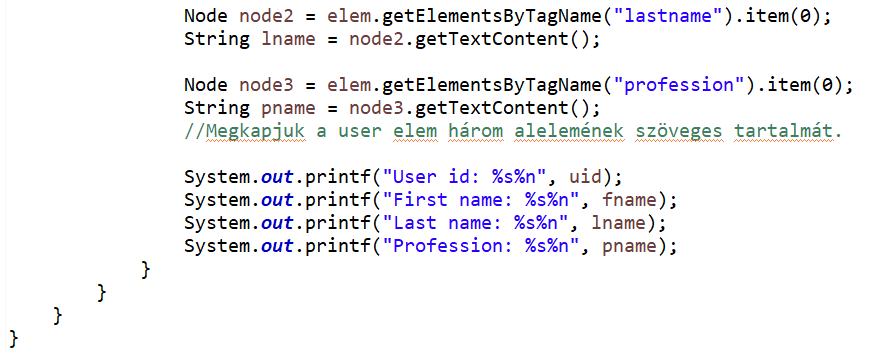 Node node2 = elem.getElementsByTagName("lastname").item(0);
String lname = node2.getTextContent();
Node node3 = elem.getElementsByTagName("profession").item(0);
String pname = node3.getTextContent();
//Megkapjuk a user elem három alelemének szöveges tartalmát.
System.out.printf("User id: %s%n", uid);
System.out.printf("First name: %s%n", fname);
System.out.printf("Last name: %s%n", lname);
System.out.printf("Profession: %s%n", pname);
}
}
}
}